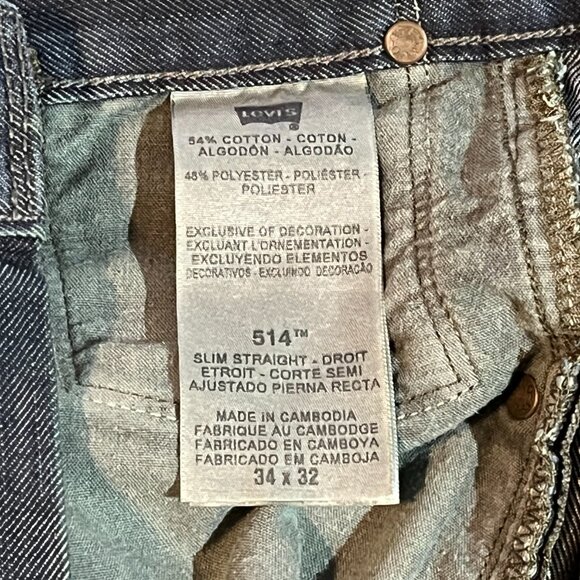 Levi's
54% COTTON - COTON -
ALGODÓN - ALGODÃO
46% POLYESTER - POLIÉSTER -
POLIESTER
EXCLUSIVE OF DECORATION -
EXCLUANT L'ORNEMENTATION -
EXCLUYENDO ELEMENTOS
DECORATIVOS - EXCLUINDO DECORAÇÃO
514™
SLIM STRAIGHT - DROIT
ETROIT - CORTE SEMI
AJUSTADO PIERNA RECTA
MADE IN CAMBODIA
FABRIQUE AU CAMBODGE
FABRICADO EN CAMBOYA
FABRICADO EM CAMBOJA
34 x 32